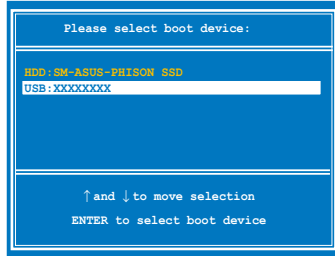 Please select boot device:
HDD:SM-ASUS-PHISON SSD
USB:XXXXXXXX
↑and ↓to move selection
ENTER to select boot device